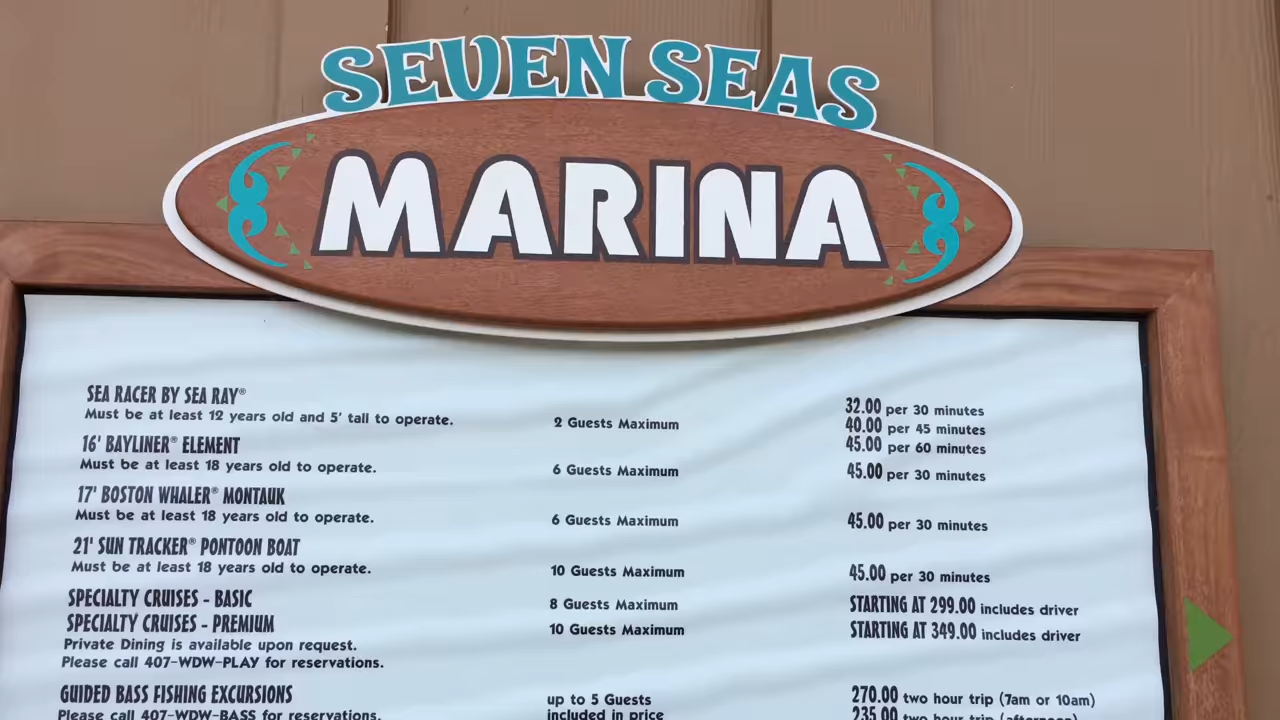 SEVEN SEAS
MARINA
SEA RACER BY SEA RAY®
Must be at least 12 years old and 5' tall to operate.
2 Guests Maximum
32.00 per 30 minutes
40.00 per 45 minutes
45.00 per 60 minutes
16' BAYLINER® ELEMENT
Must be at least 18 years old to operate.
6 Guests Maximum
45.00 per 30 minutes
17' BOSTON WHALER® MONTAUK
Must be at least 18 years old to operate.
6 Guests Maximum
45.00 per 30 minutes
21' SUN TRACKER® PONTOON BOAT
Must be at least 18 years old to operate.
10 Guests Maximum
45.00 per 30 minutes
SPECIALTY CRUISES - BASIC
8 Guests Maximum
STARTING AT 299.00 includes driver
SPECIALTY CRUISES - PREMIUM
10 Guests Maximum
STARTING AT 349.00 includes driver
Private Dining is available upon request.
Please call 407-WDW-PLAY for reservations.
GUIDED BASS FISHING EXCURSIONS
up to 5 Guests
270.00 two hour trip (7am or 10am)
Please call 407-WDW-BASS for reservations.
included in price
235.00 two hour trip (afternoon)